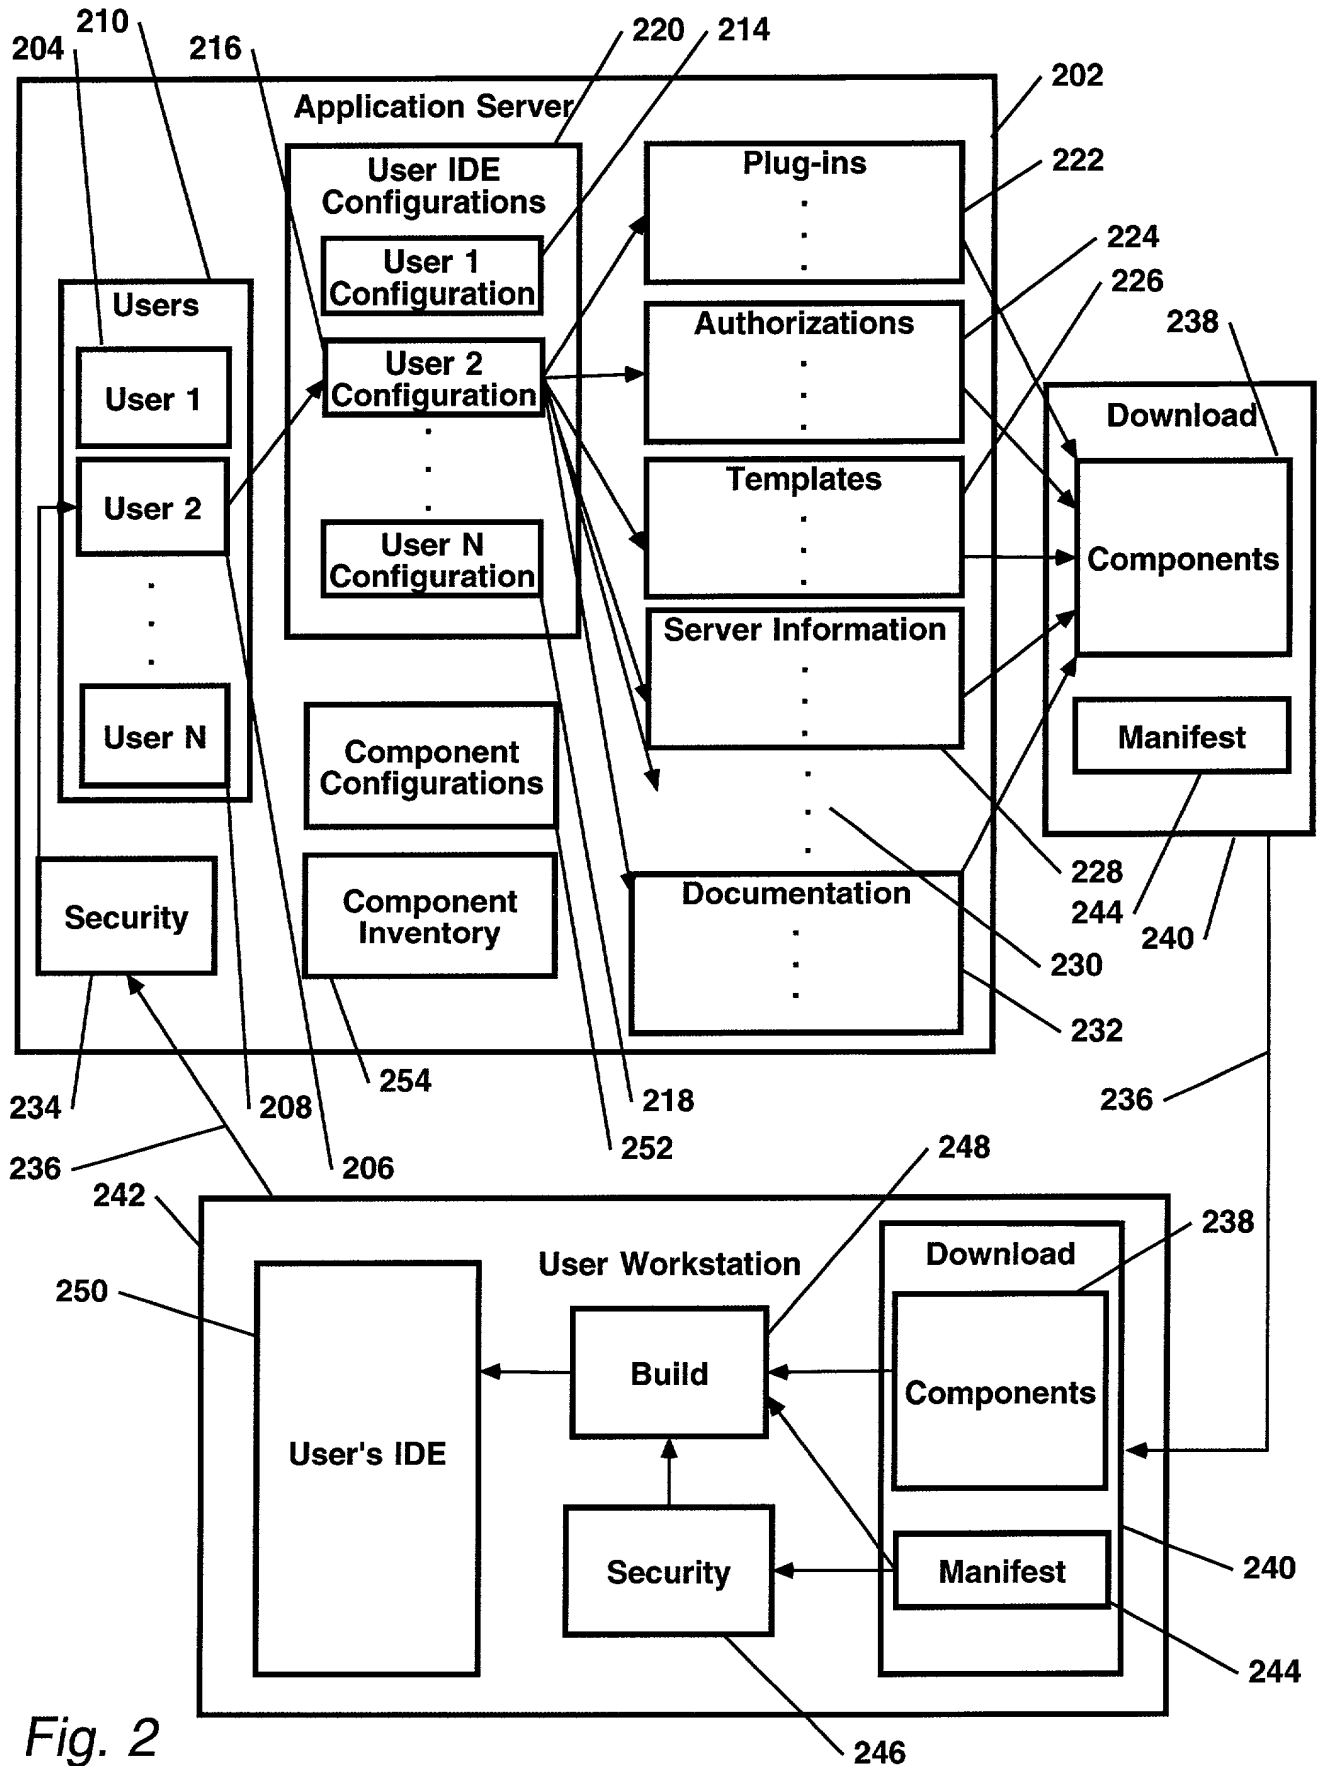 210
204
216
220
214
202
Application Server
222
User IDE
Configurations
Plug-ins
.
.
.
224
226
238
User 1
Configuration
Users
Authorizations
.
.
.
User 2
Configuration
.
.
.
User 1
Download
Templates
.
.
.
User 2
.
.
.
User N
Configuration
Components
Server Information
.
.
.
User N
Component
Configurations
Manifest
.
.
.
Security
Component
Inventory
Documentation
.
.
.
228
244
240
230
232
234
208
254
218
236
236
206
252
248
242
238
User Workstation
Download
250
Build
Components
User's IDE
Security
Manifest
240
244
246
Fig. 2